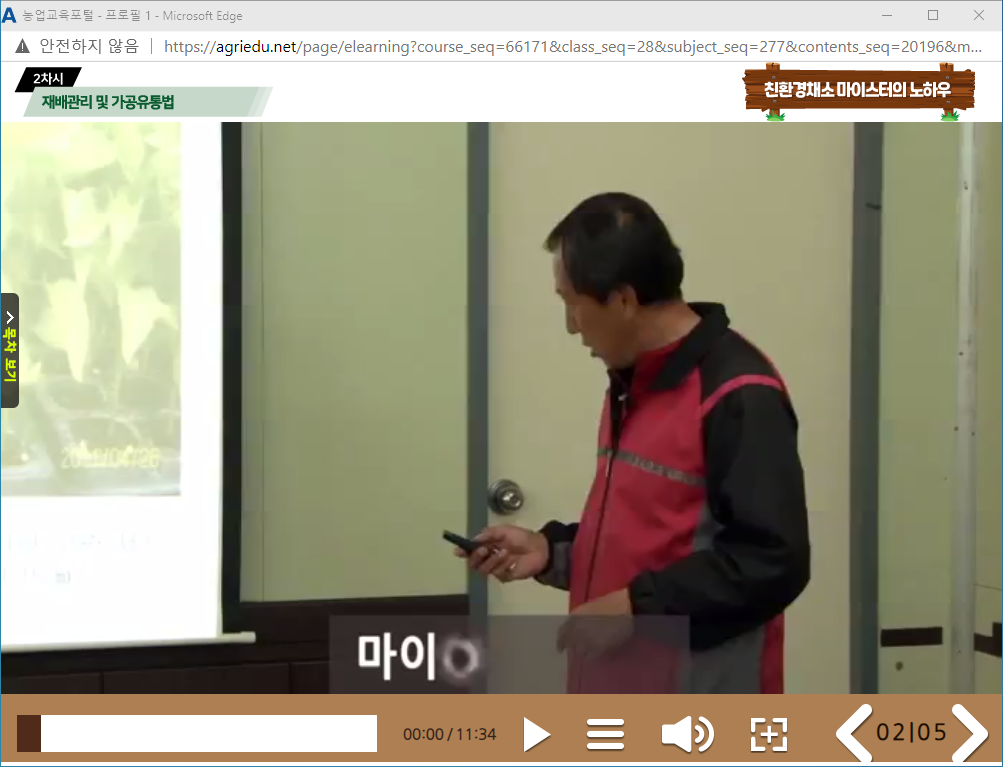 농업교육포털 - 프로필 1 - Microsoft Edge
안전하지 않음
https://agriedu.net/page/elearning?course_seq=66171&class_seq=28&subject_seq=277&contents_seq=20196&m...
2차시
재배관리 및 가공유통법
친환경채소 마이스터의 노하우
목차 보기
마이
00:00 / 11:34
02|05